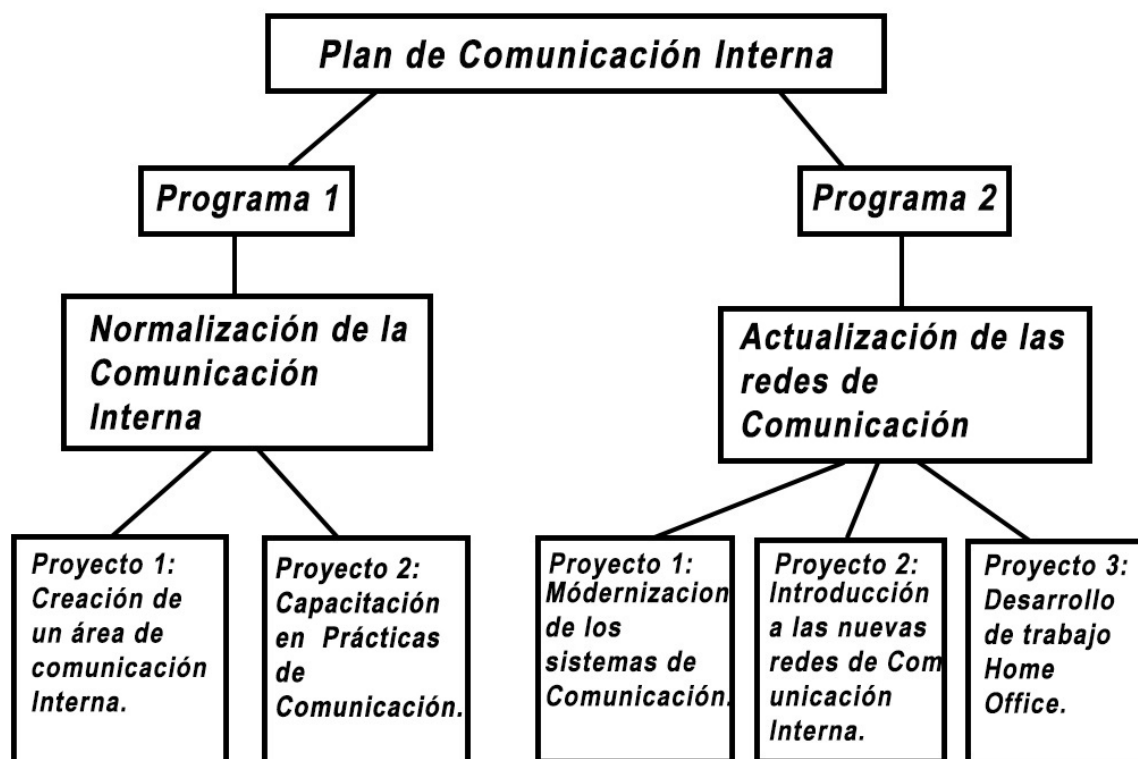 Plan de Comunicación Interna
Programa 1
Programa 2
Normalización de la
Comunicación
Interna
Actualización de las
redes de
Comunicación
Proyecto 1:
Creación de
un área de
comunicación
Interna.
Proyecto 2:
Capacitación
en Prácticas
de
Comunicación.
Proyecto 1:
Módernizacion
de los
sistemas de
Comunicación.
Proyecto 2:
Introducción
a las nuevas
redes de Com
unicación
Interna.
Proyecto 3:
Desarrollo
de trabajo
Home
Office.